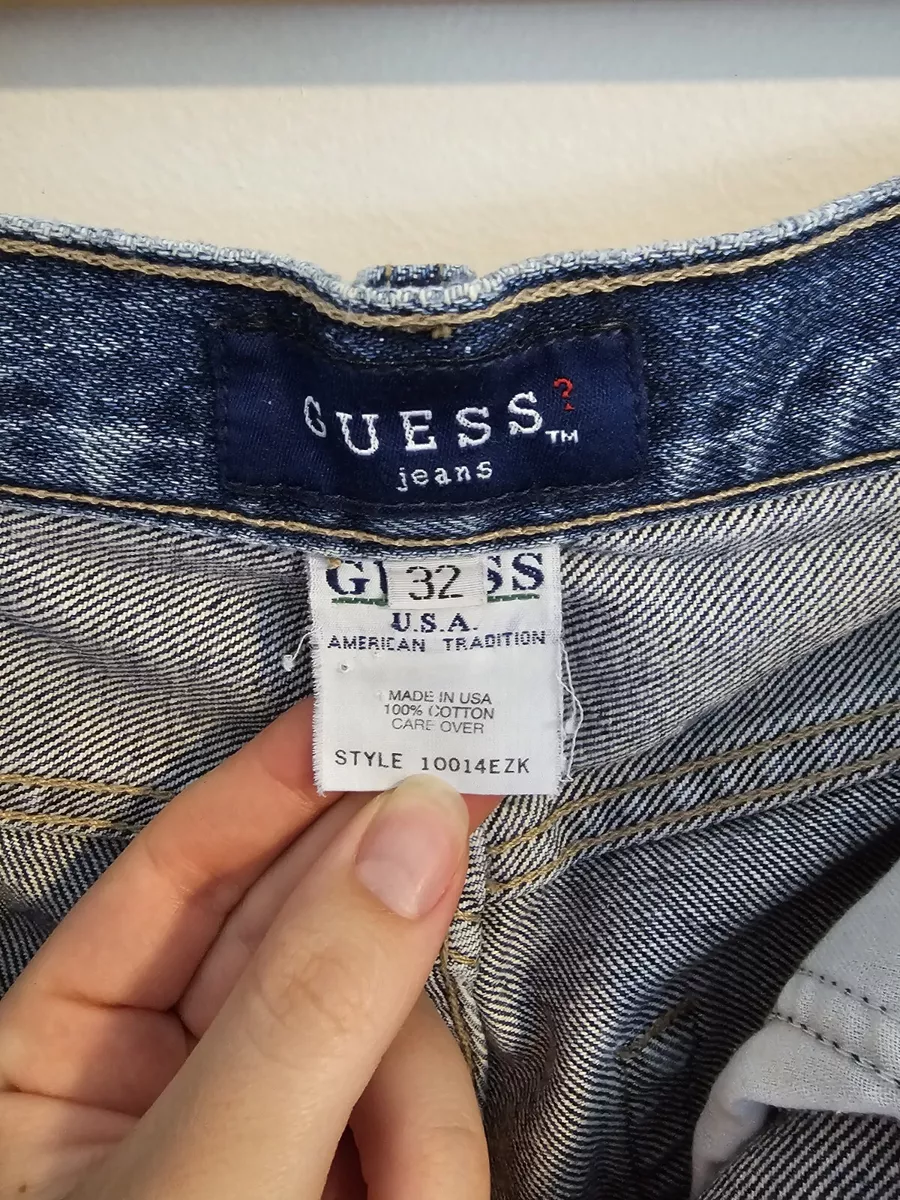 GUESS?™
jeans
G 32 SS
U.S.A.
AMERICAN TRADITION
MADE IN USA
100% COTTON
CARE OVER
STYLE 10014EZK